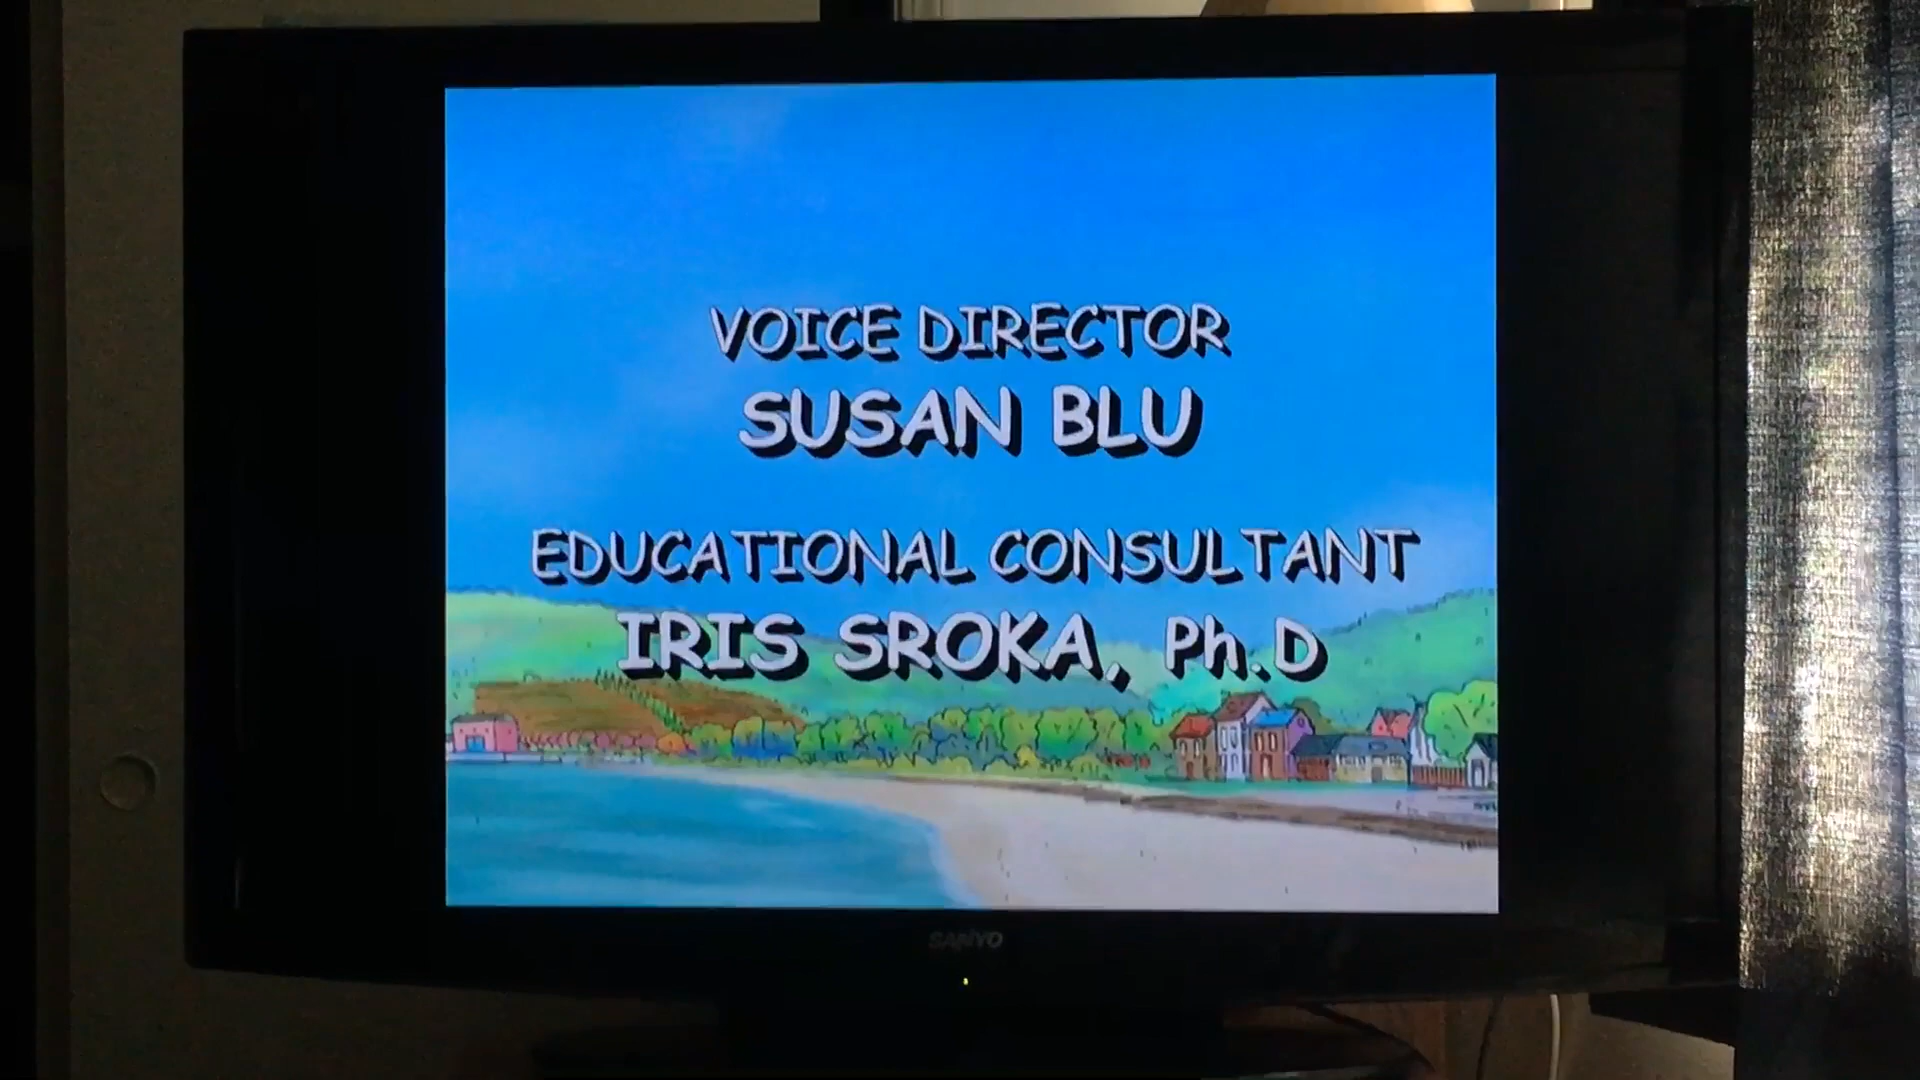 VOICE DIRECTOR
SUSAN BLU
EDUCATIONAL CONSULTANT
IRIS SROKA, Ph.D
SANYO